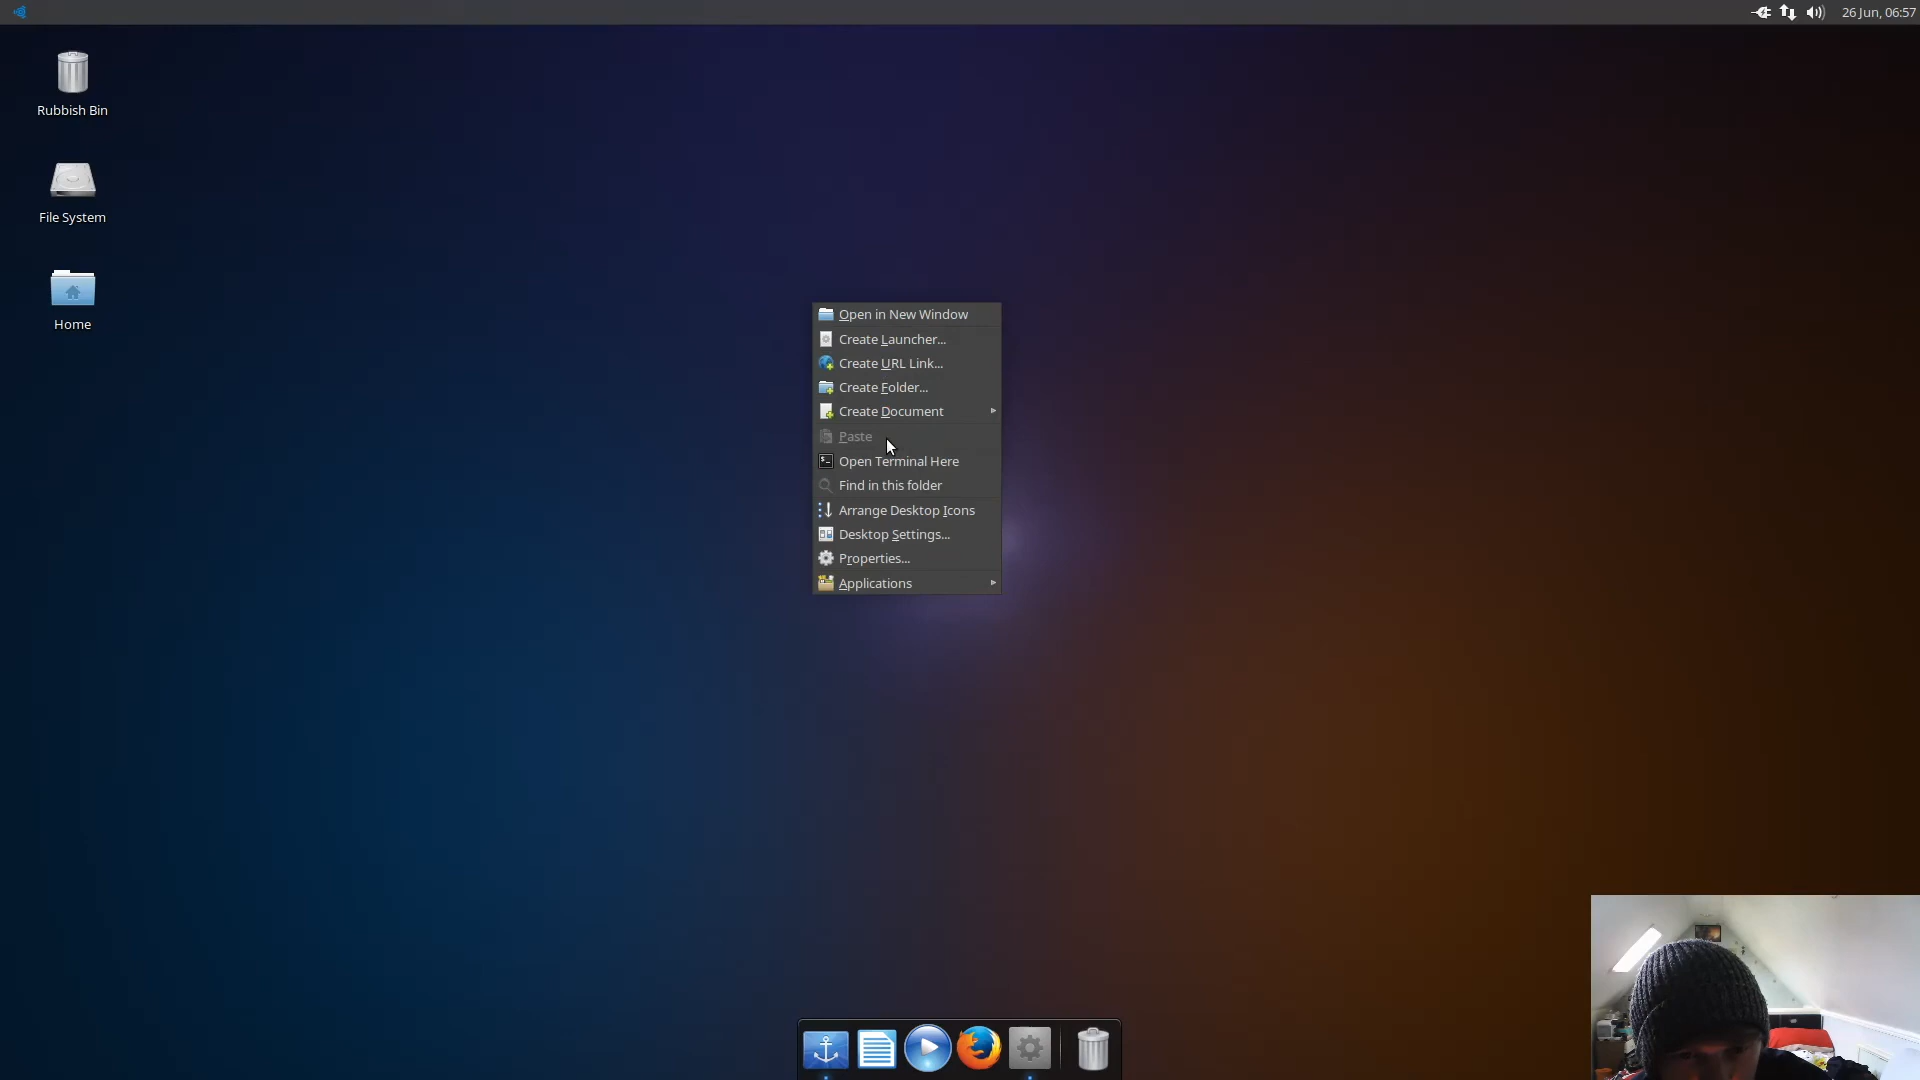 26 Jun, 06:57
Rubbish Bin
File System
Home
Open in New Window
Create Launcher...
Create URL Link...
Create Folder...
Create Document
Paste
Open Terminal Here
Find in this folder
Arrange Desktop Icons
Desktop Settings...
Properties...
Applications